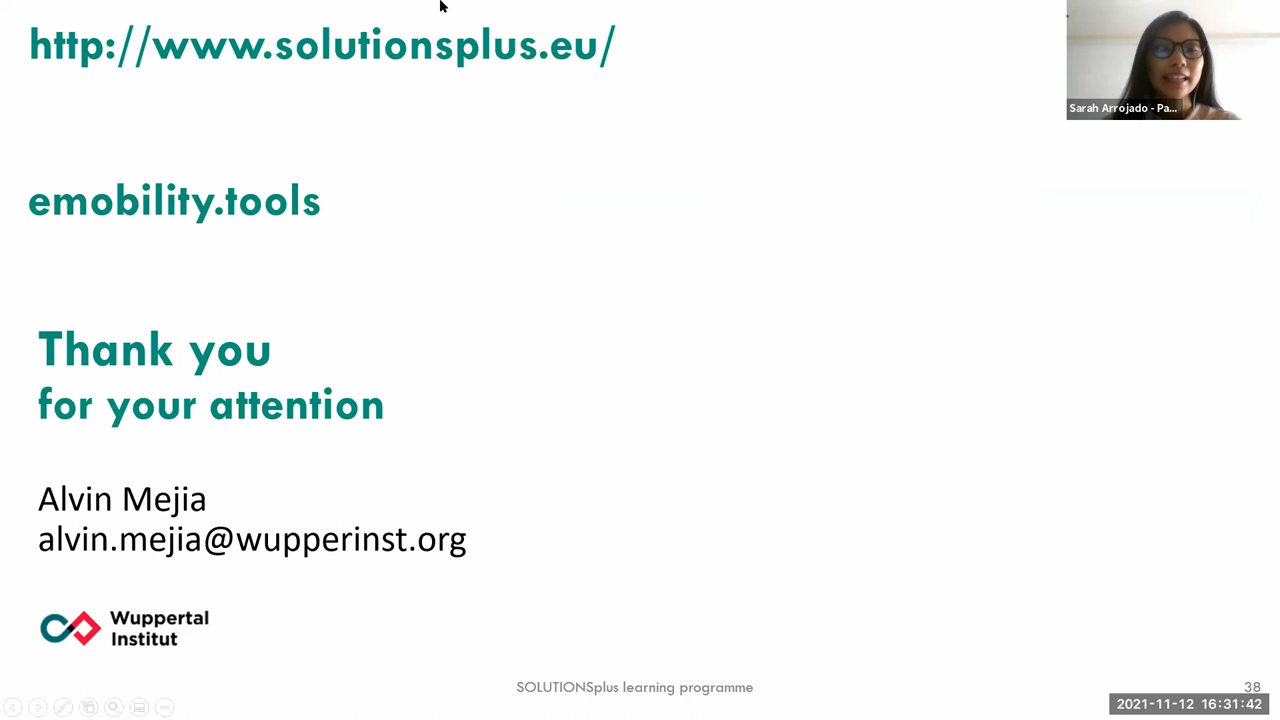 http://www.solutionsplus.eu/
Sarah Arrojado - Pa...
emobility.tools
Thank you
for your attention
Alvin Mejia
alvin.mejia@wupperinst.org
Wuppertal
Institut
SOLUTIONSplus learning programme
38
2021-11-12 16:31:42